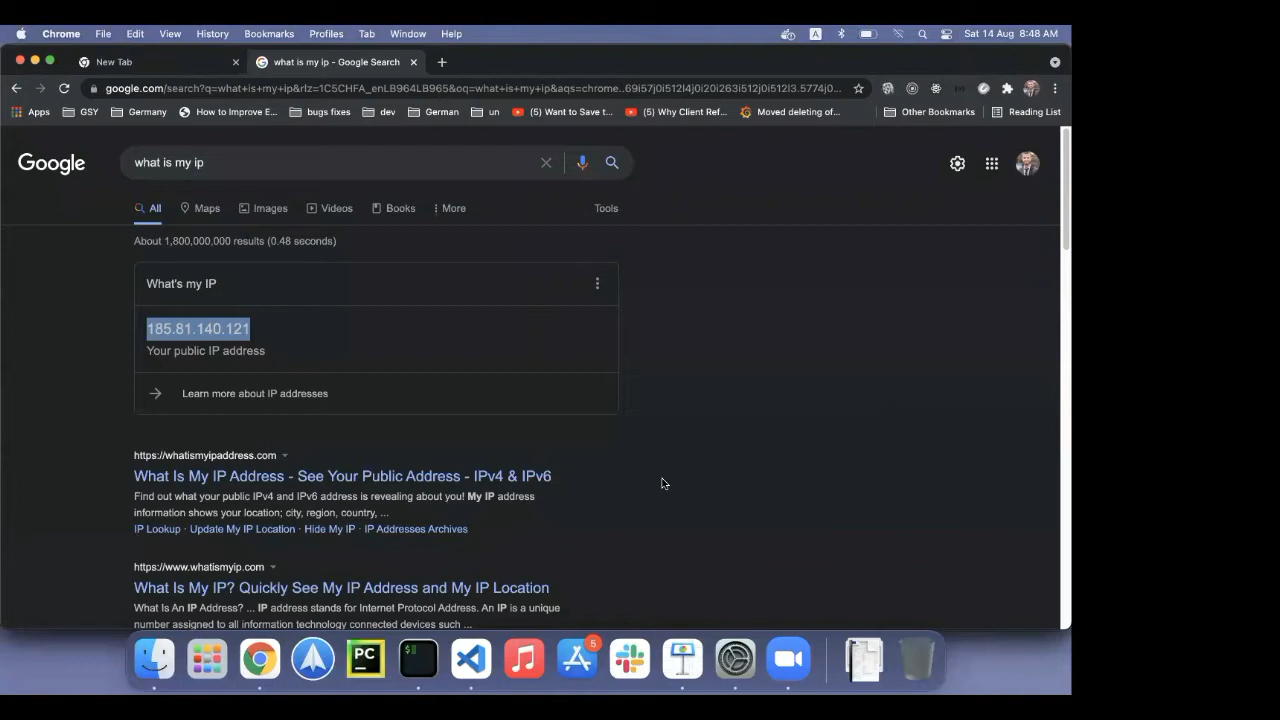 Chrome File Edit View History Bookmarks Profiles Tab Window Help A Sat 14 Aug 8:48 AM
New Tab what is my ip - Google Search
google.com/search?q=what+is+my+ip&rlz=1C5CHFA_enLB964LB965&oq=what+is+my+ip&aqs=chrome..69i57j0i512l4j0i20i263i512j0i512l3.5774j0...
Apps GSY Germany How to Improve E... bugs fixes dev German un (5) Want to Save t... (5) Why Client Ref... Moved deleting of... Other Bookmarks Reading List
Google what is my ip
All Maps Images Videos Books More Tools
About 1,800,000,000 results (0.48 seconds)
What's my IP
185.81.140.121
Your public IP address
Learn more about IP addresses
https://whatismyipaddress.com
What Is My IP Address - See Your Public Address - IPv4 & IPv6
Find out what your public IPv4 and IPv6 address is revealing about you! My IP address
information shows your location; city, region, country, ...
IP Lookup · Update My IP Location · Hide My IP · IP Addresses Archives
https://www.whatismyip.com
What Is My IP? Quickly See My IP Address and My IP Location
What Is An IP Address? ... IP address stands for Internet Protocol Address. An IP is a unique
number assigned to all information technology connected devices such ...
PC $ 5